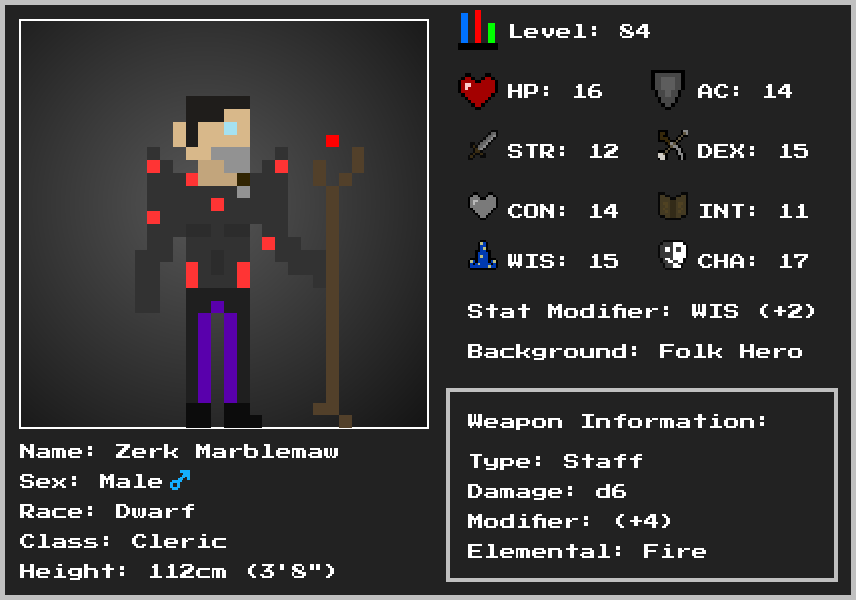 Level: 84
HP: 16
AC: 14
STR: 12
DEX: 15
CON: 14
INT: 11
WIS: 15
CHA: 17
Stat Modifier: WIS (+2)
Background: Folk Hero
Weapon Information:
Type: Staff
Damage: d6
Modifier: (+4)
Elemental: Fire
Name: Zerk Marblemaw
Sex: Male ♂
Race: Dwarf
Class: Cleric
Height: 112cm (3'8")